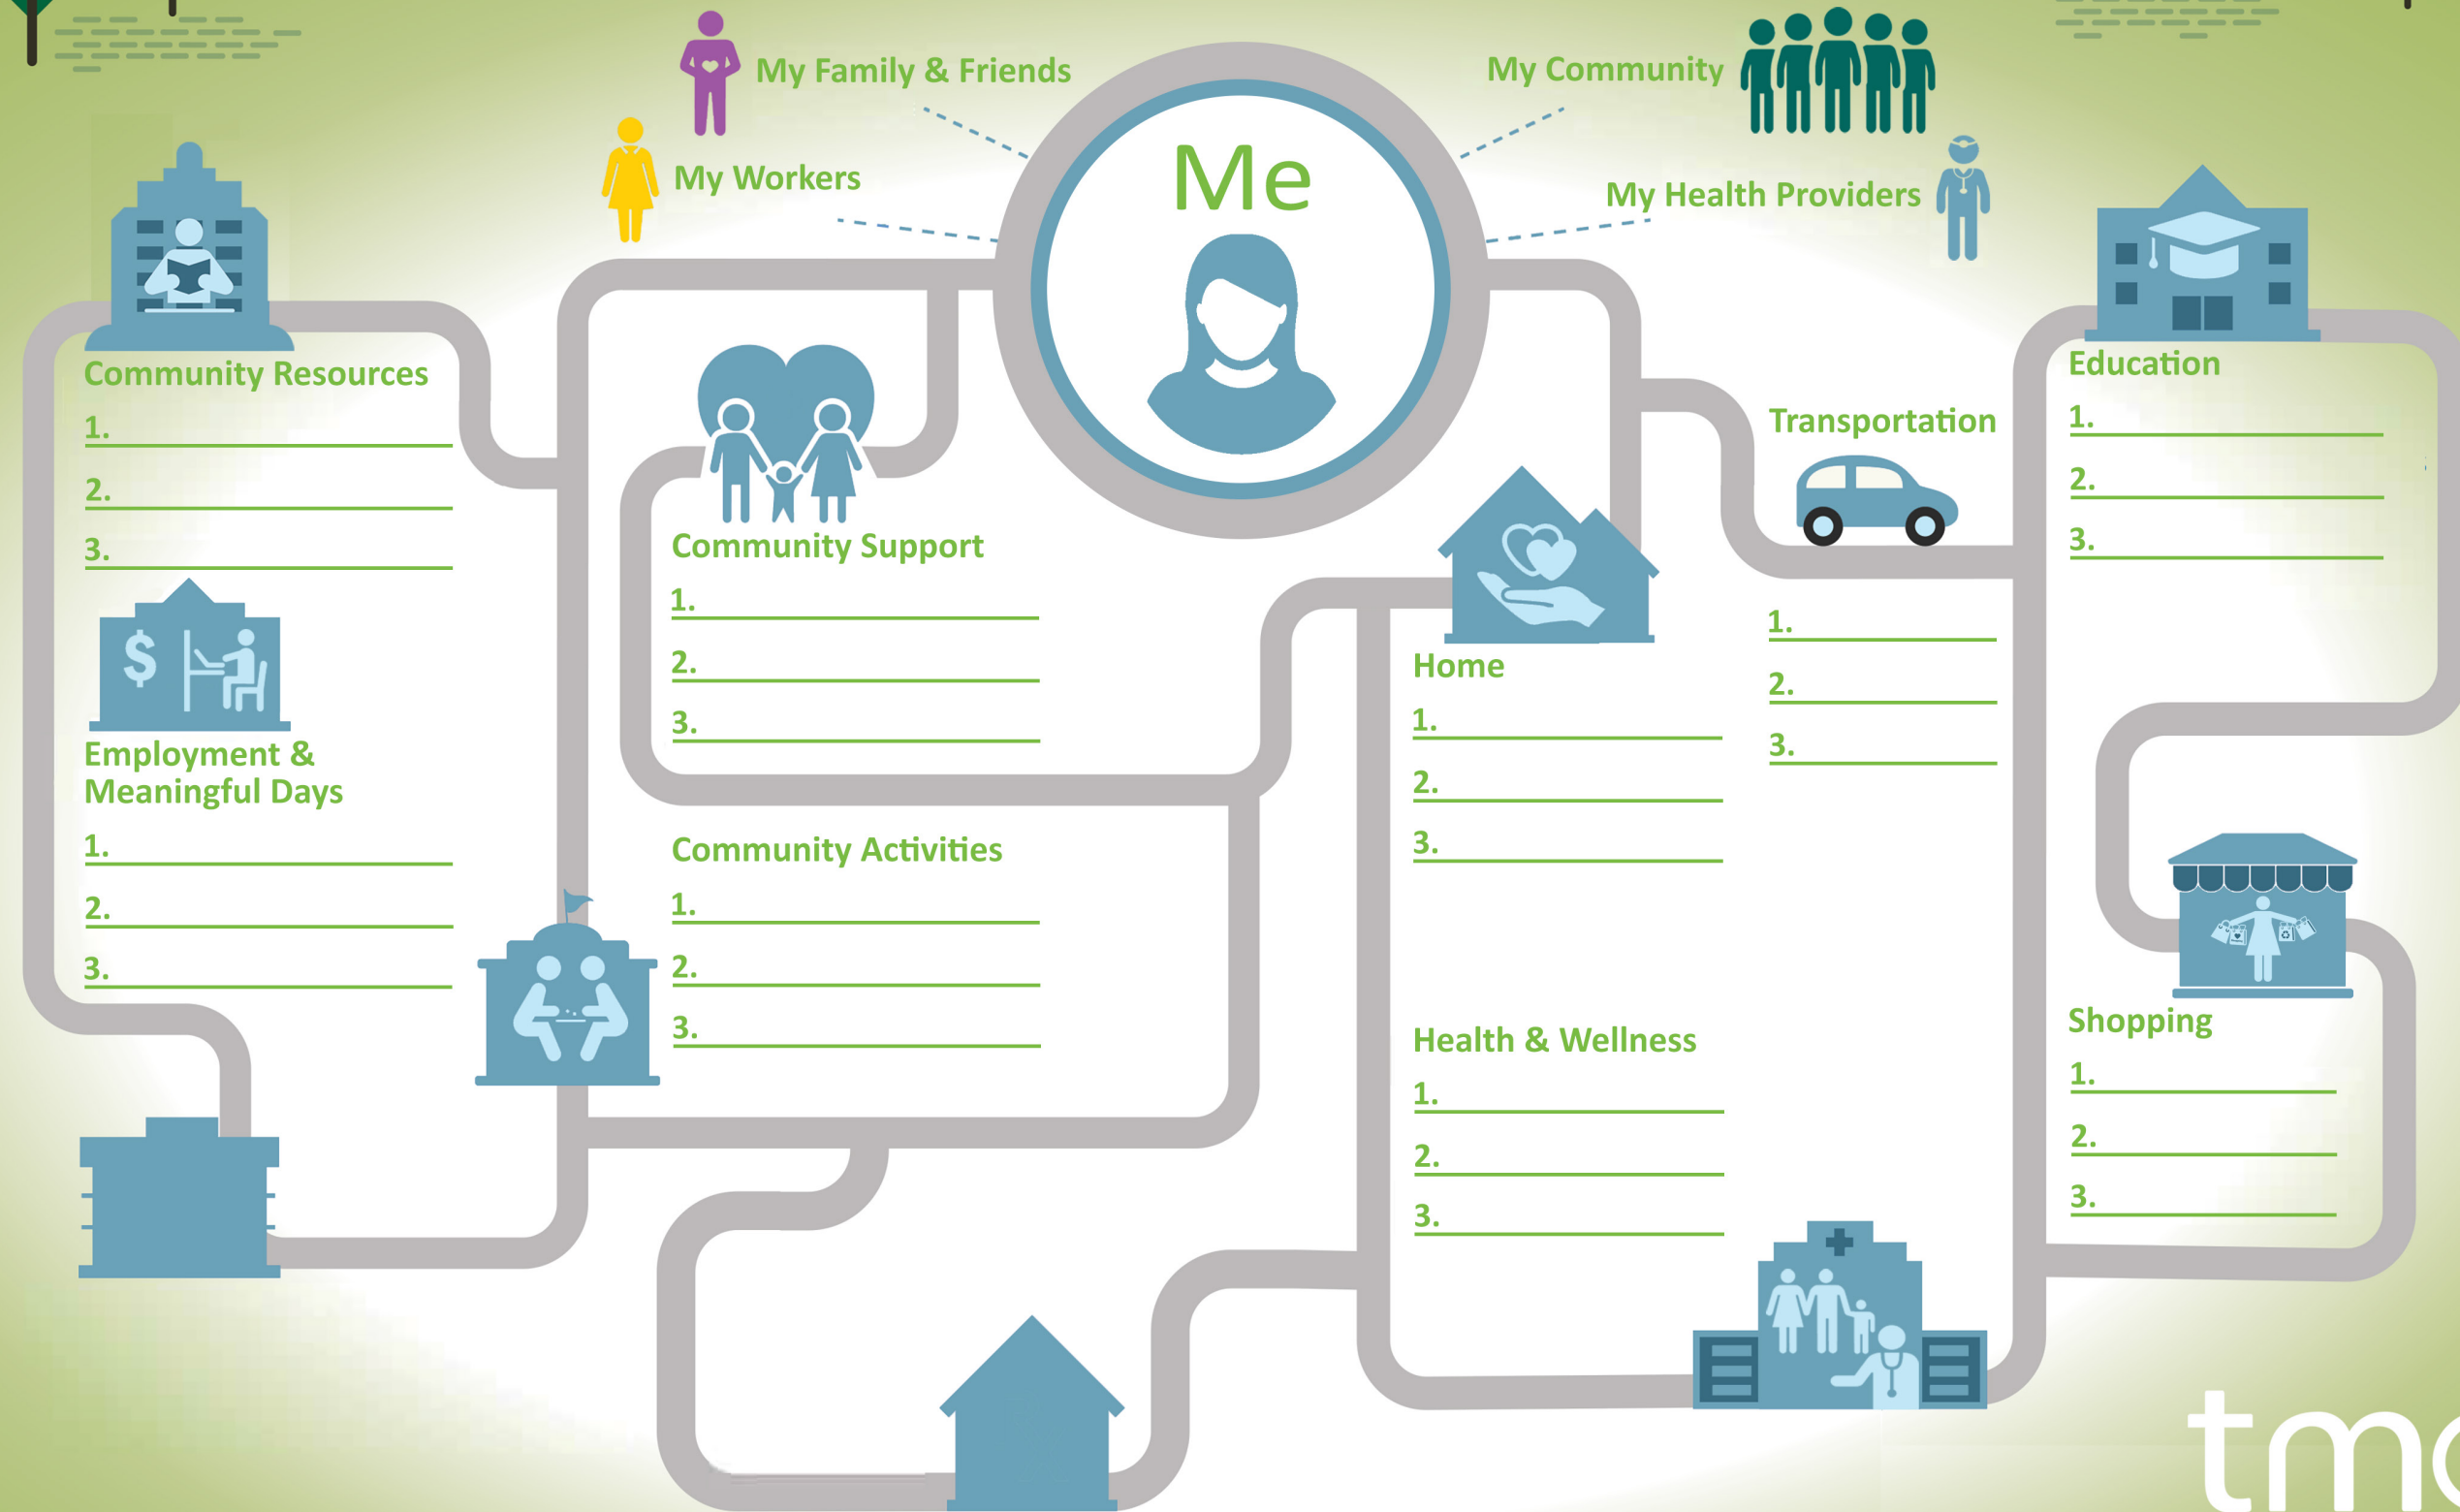 My Family & Friends
My Workers
Me
My Community
My Health Providers
Community Resources
1.
2.
3.
Employment &
Meaningful Days
$
1.
2.
3.
Community Support
1.
2.
3.
Community Activities
1.
2.
3.
Home
1.
2.
3.
Transportation
1.
2.
3.
Health & Wellness
1.
2.
3.
Education
1.
2.
3.
Shopping
1.
2.
3.
tm